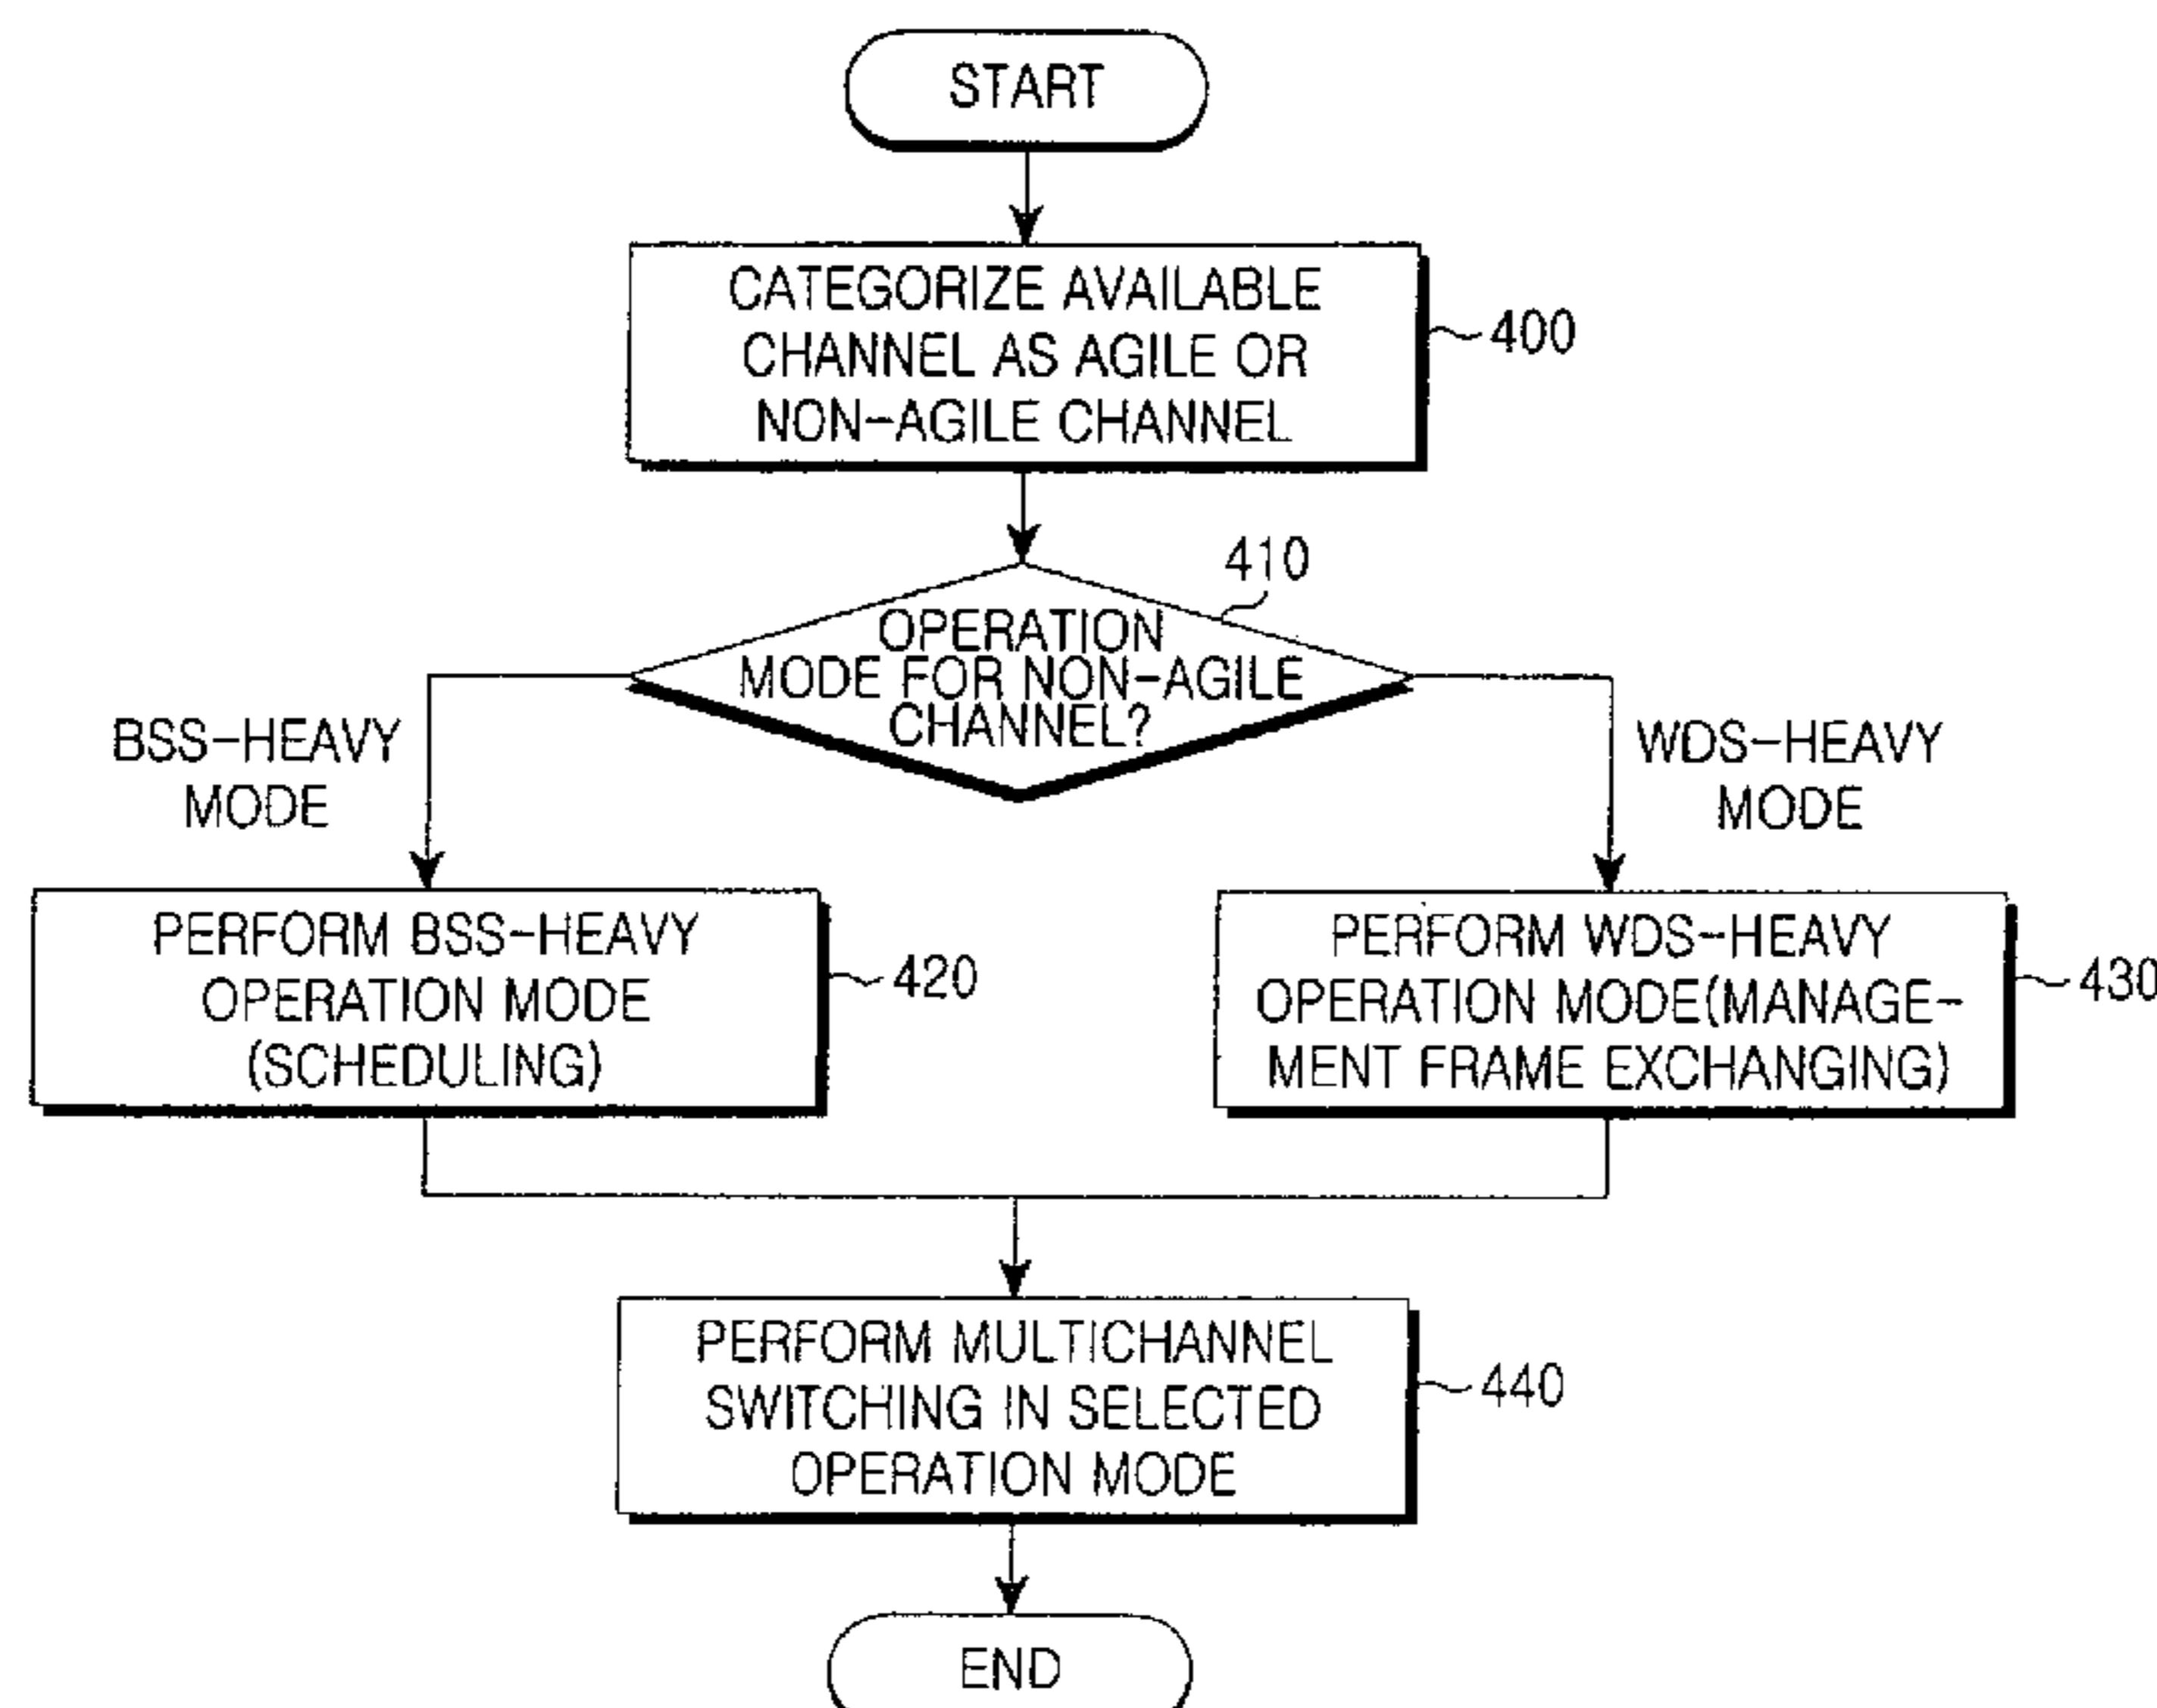 START
CATEGORIZE AVAILABLE
CHANNEL AS AGILE OR
NON-AGILE CHANNEL
400
410
OPERATION
MODE FOR NON-AGILE
CHANNEL?
BSS-HEAVY
MODE
WDS-HEAVY
MODE
PERFORM BSS-HEAVY
OPERATION MODE
(SCHEDULING)
420
PERFORM WDS-HEAVY
OPERATION MODE(MANAGE-
MENT FRAME EXCHANGING)
430
PERFORM MULTICHANNEL
SWITCHING IN SELECTED
OPERATION MODE
440
END